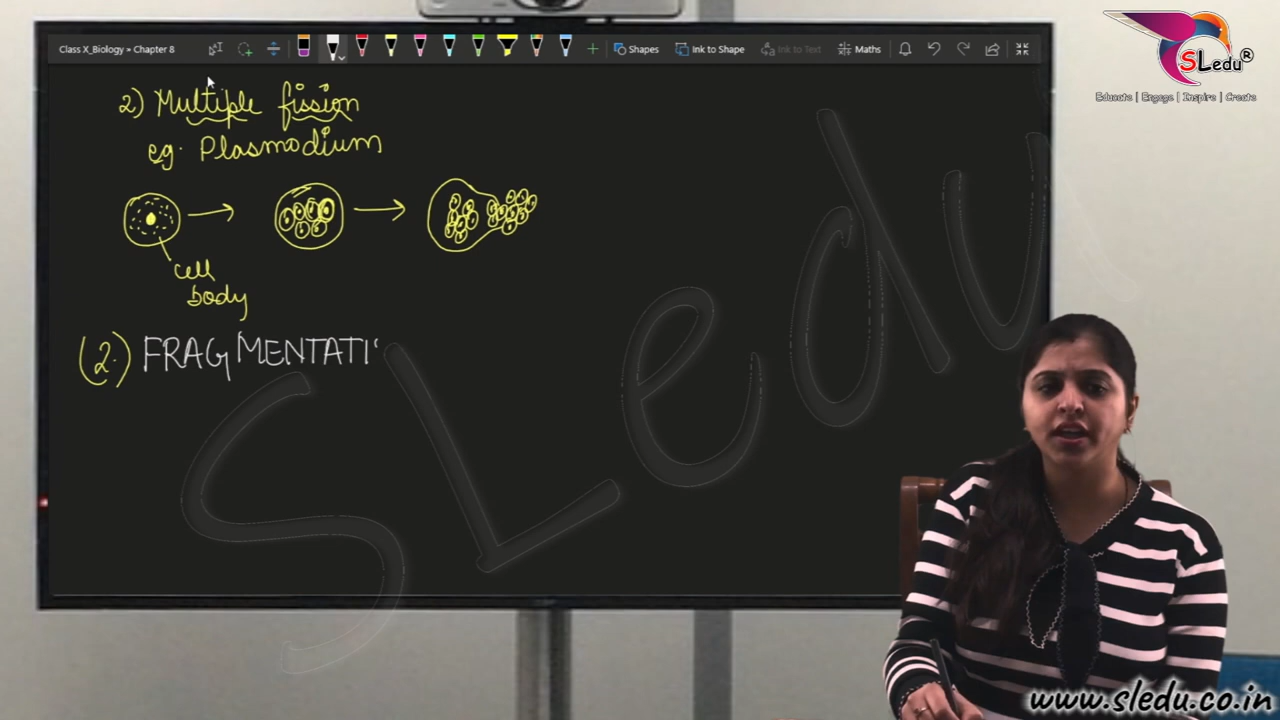 Class X_Biology » Chapter 8
Shapes
Ink to Shape
Ink to Text
Maths
SLedu®
Educate | Engage | Inspire | Create
2) Multiple fission
eg. Plasmodium
cell
body
(2.) FRAGMENTATI
SLedu
www.sledu.co.in